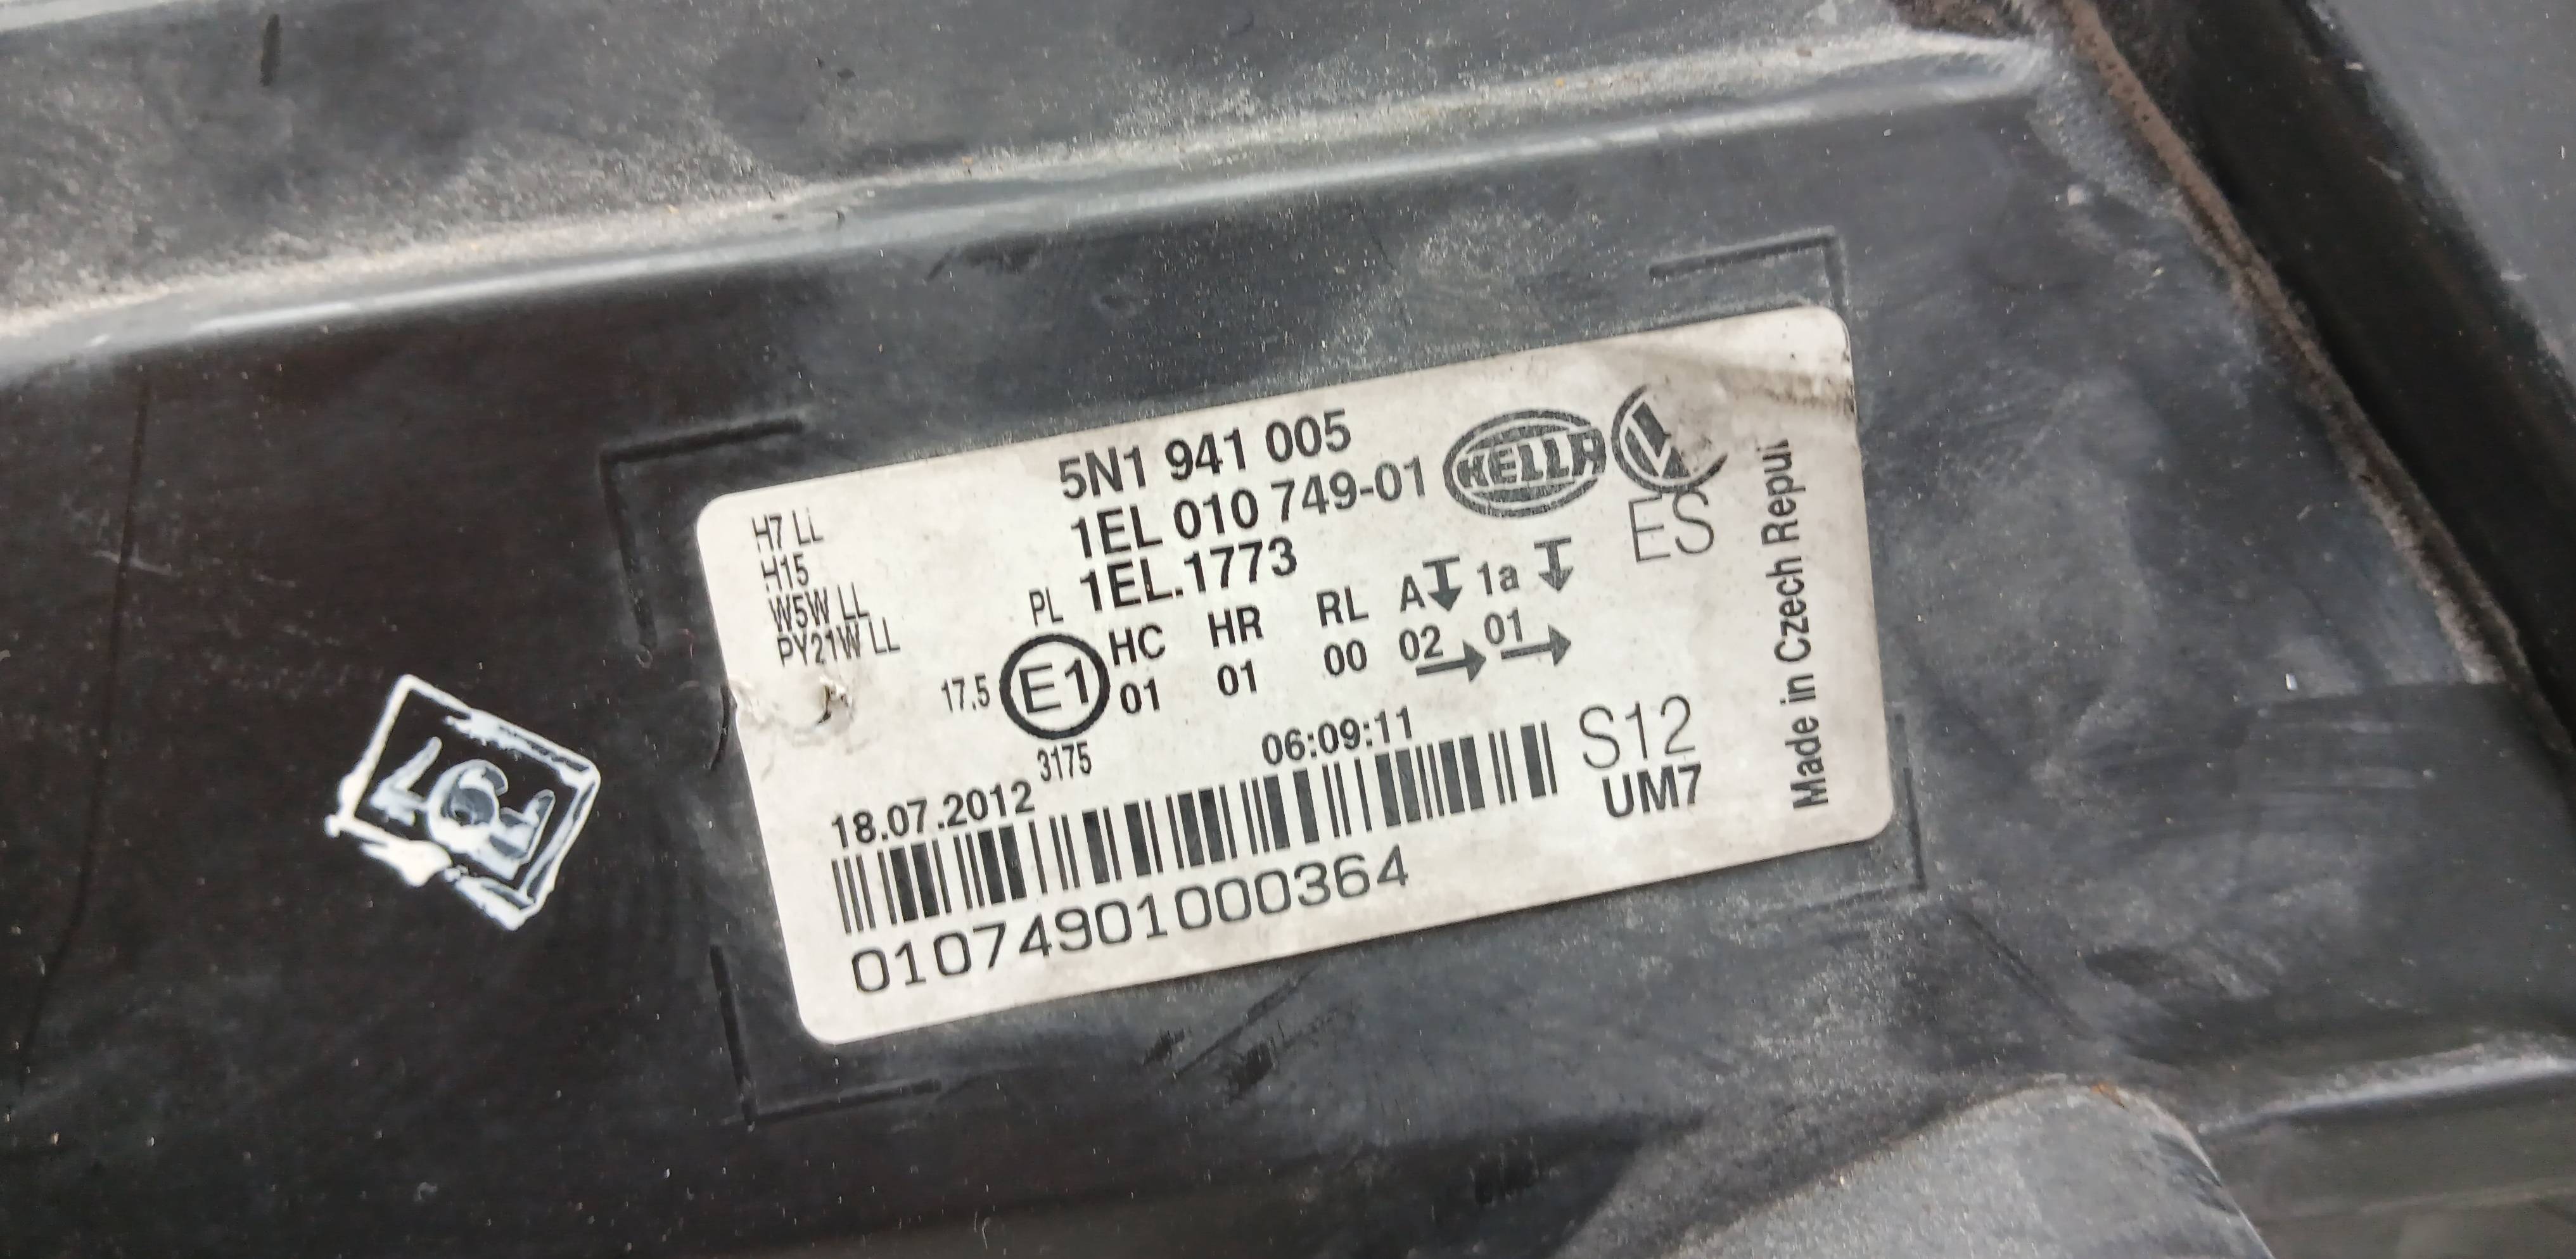 5N1 941 005
1EL 010 749-01
HELLA
1EL.1773
ES
H7 LL
H15
W5W LL
PY21W LL
PL HC HR RL A 1a
17.5 E1 01 01 00 02 01
3175
18.07.2012 06:09:11 S12
UM7
01074901000364
Made in Czech Repu